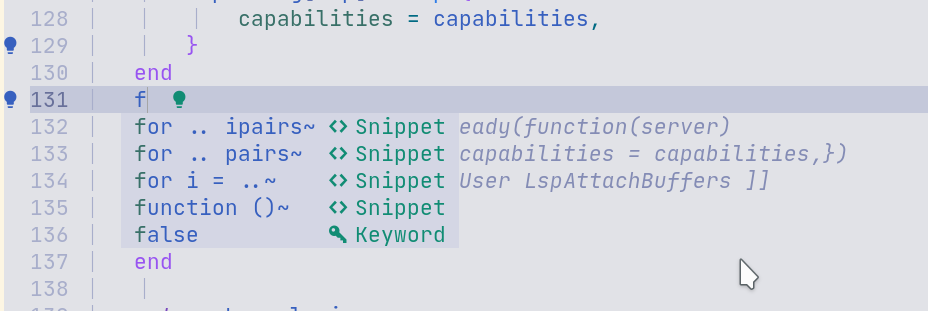 128 capabilities = capabilities,
129 }
130 end
131 f
132 for .. ipairs~ Snippet eady(function(server)
133 for .. pairs~ Snippet capabilities = capabilities,})
134 for i = ..~ Snippet User LspAttachBuffers ]]
135 function ()~ Snippet
136 false Keyword
137 end
138